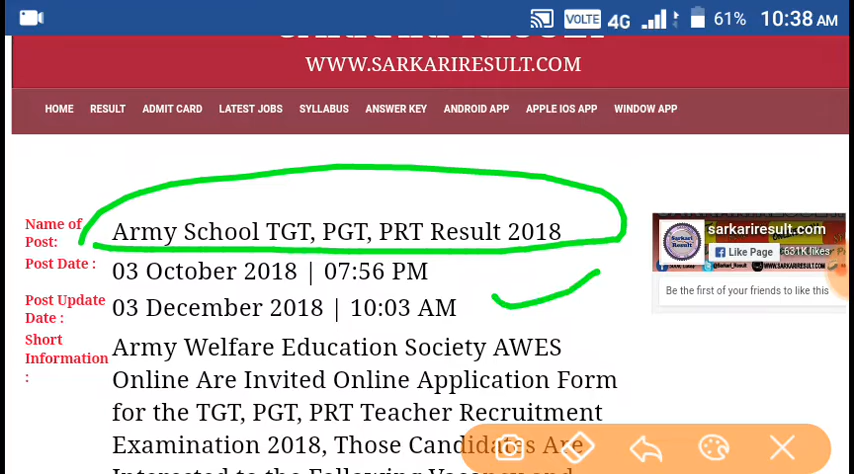 VOLTE 4G 61% 10:38 AM
WWW.SARKARIRESULT.COM
HOME RESULT ADMIT CARD LATEST JOBS SYLLABUS ANSWER KEY ANDROID APP APPLE IOS APP WINDOW APP
Name of Post: Army School TGT, PGT, PRT Result 2018
Post Date : 03 October 2018 | 07:56 PM
Post Update Date : 03 December 2018 | 10:03 AM
Short Information : Army Welfare Education Society AWES
Online Are Invited Online Application Form
for the TGT, PGT, PRT Teacher Recruitment
Examination 2018, Those Candidates Are
sarkariresult.com
Like Page 631K likes
Be the first of your friends to like this